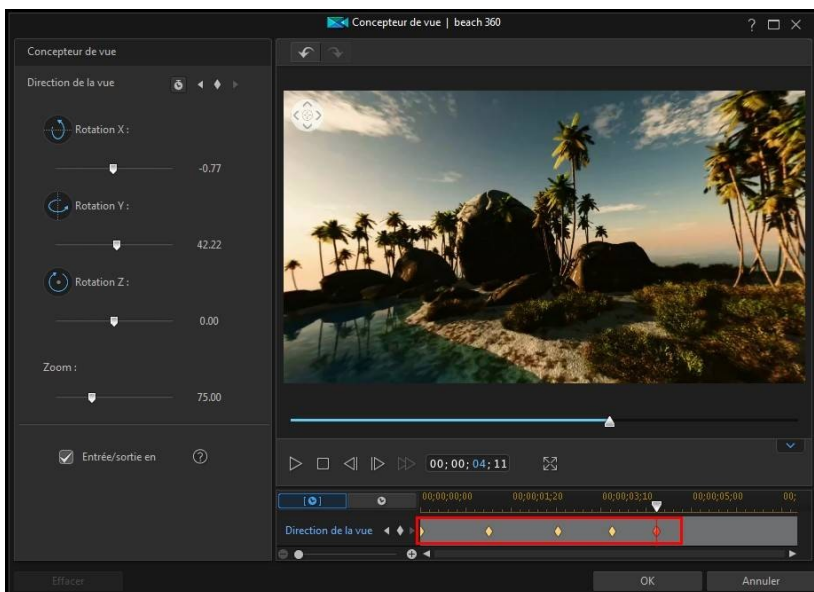 Concepteur de vue | beach 360
Concepteur de vue
Direction de la vue
Rotation X :
-0.77
Rotation Y :
42.22
Rotation Z :
0.00
Zoom :
75.00
Entrée/sortie en
00; 00; 04; 11
00;00;00;00 00;00;01;20 00;00;03;10 00;00;05;00 00;
Direction de la vue
Effacer
OK
Annuler